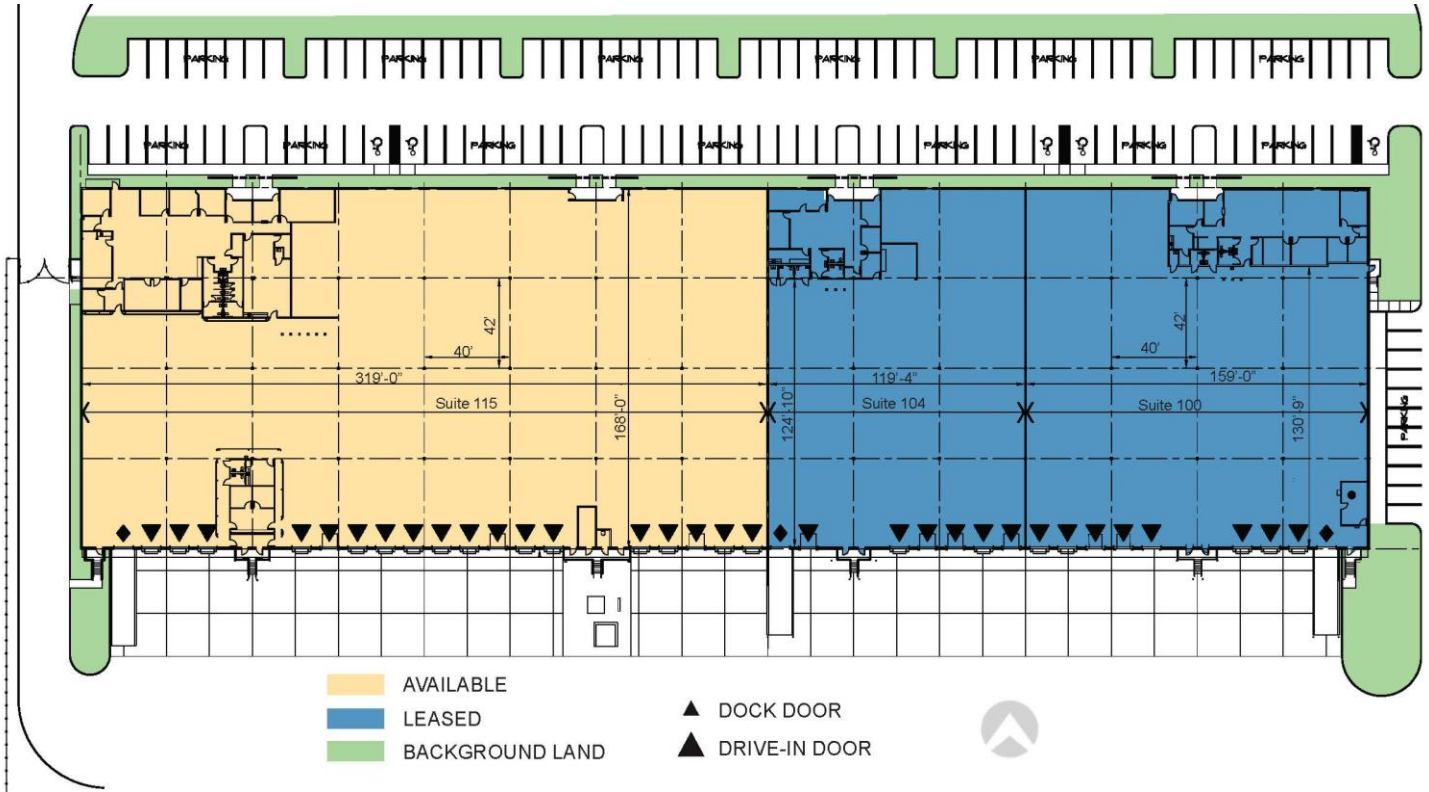 PARKING PARKING PARKING PARKING PARKING PARKING
PARKING PARKING PARKING PARKING PARKING PARKING PARKING
42'
40'
319'-0"
Suite 115
168'-0"
119'-4"
124'-10"
Suite 104
42'
40'
159'-0"
Suite 100
130'-9"
PARKING
AVAILABLE
LEASED
BACKGROUND LAND
DOCK DOOR
DRIVE-IN DOOR